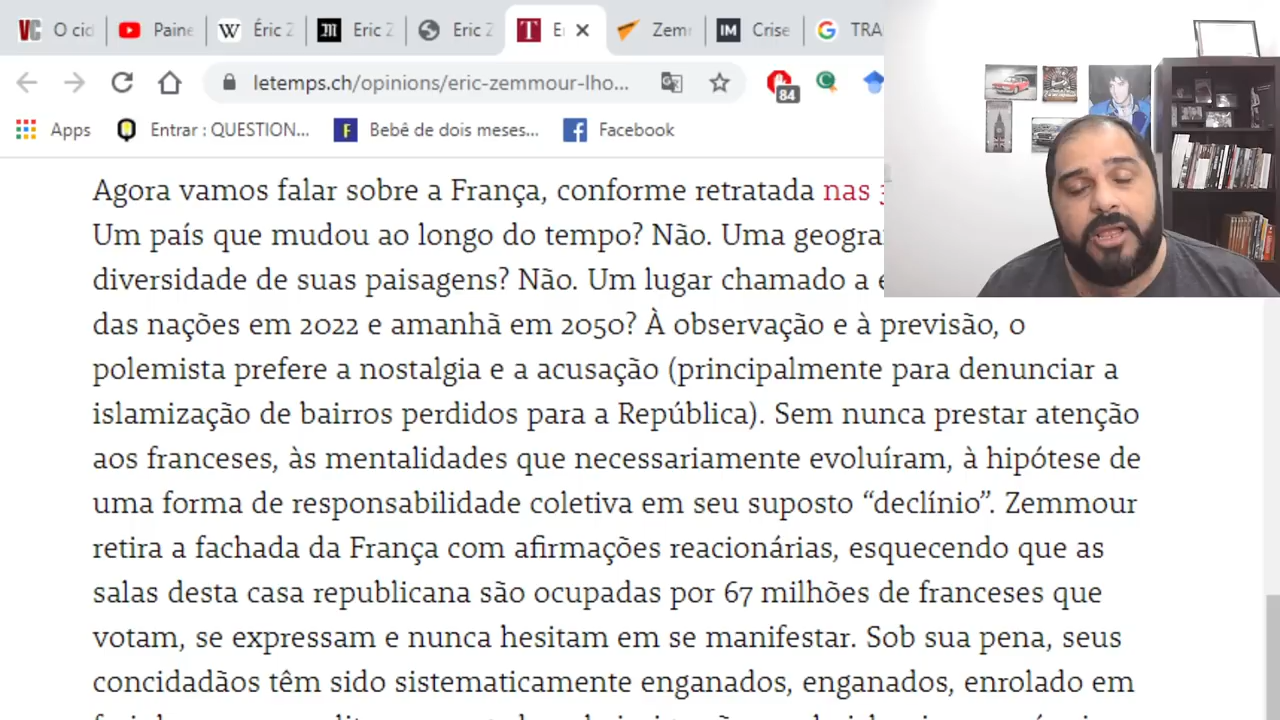 VC O cic Paine W Éric Z M Eric Z Eric Z T E Zemr IM Crise G TRA
letemps.ch/opinions/eric-zemmour-lho... 84
Apps Entrar : QUESTION... F Bebê de dois meses... Facebook
Agora vamos falar sobre a França, conforme retratada nas
Um país que mudou ao longo do tempo? Não. Uma
diversidade de suas paisagens? Não. Um lugar chamado a
das nações em 2022 e amanhã em 2050? À observação e à previsão, o
polemista prefere a nostalgia e a acusação (principalmente para denunciar a
islamização de bairros perdidos para a República). Sem nunca prestar atenção
aos franceses, às mentalidades que necessariamente evoluíram, à hipótese de
uma forma de responsabilidade coletiva em seu suposto “declínio”. Zemmour
retira a fachada da França com afirmações reacionárias, esquecendo que as
salas desta casa republicana são ocupadas por 67 milhões de franceses que
votam, se expressam e nunca hesitam em se manifestar. Sob sua pena, seus
concidadãos têm sido sistematicamente enganados, enganados, enrolado em